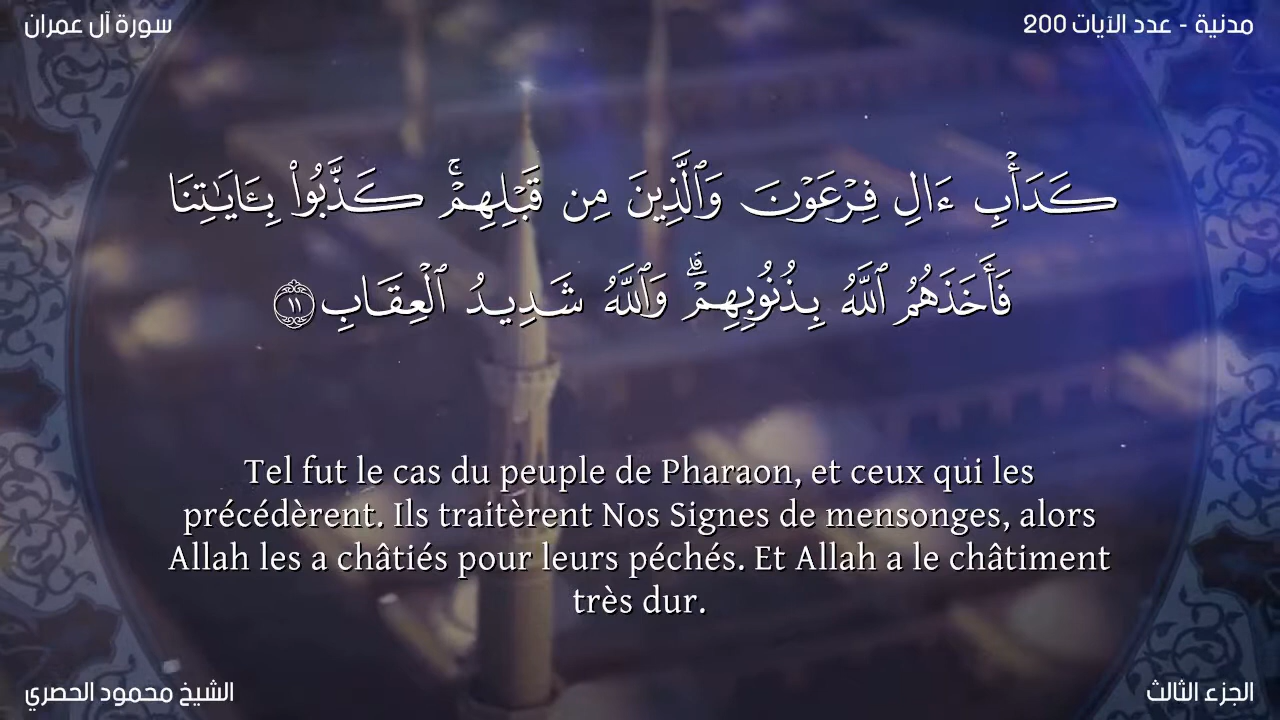 سورة آل عمران
مدنية - عدد الآيات 200
كَدَأْبِ ءَالِ فِرْعَوْنَ وَٱلَّذِينَ مِن قَبْلِهِمْ ۚ كَذَّبُوا۟ بِـَٔايَـٰتِنَا
فَأَخَذَهُمُ ٱللَّهُ بِذُنُوبِهِمْ ۗ وَٱللَّهُ شَدِيدُ ٱلْعِقَابِ ١١
Tel fut le cas du peuple de Pharaon, et ceux qui les
précédèrent. Ils traitèrent Nos Signes de mensonges, alors
Allah les a châtiés pour leurs péchés. Et Allah a le châtiment
très dur.
الشيخ محمود الحصري
الجزء الثالث